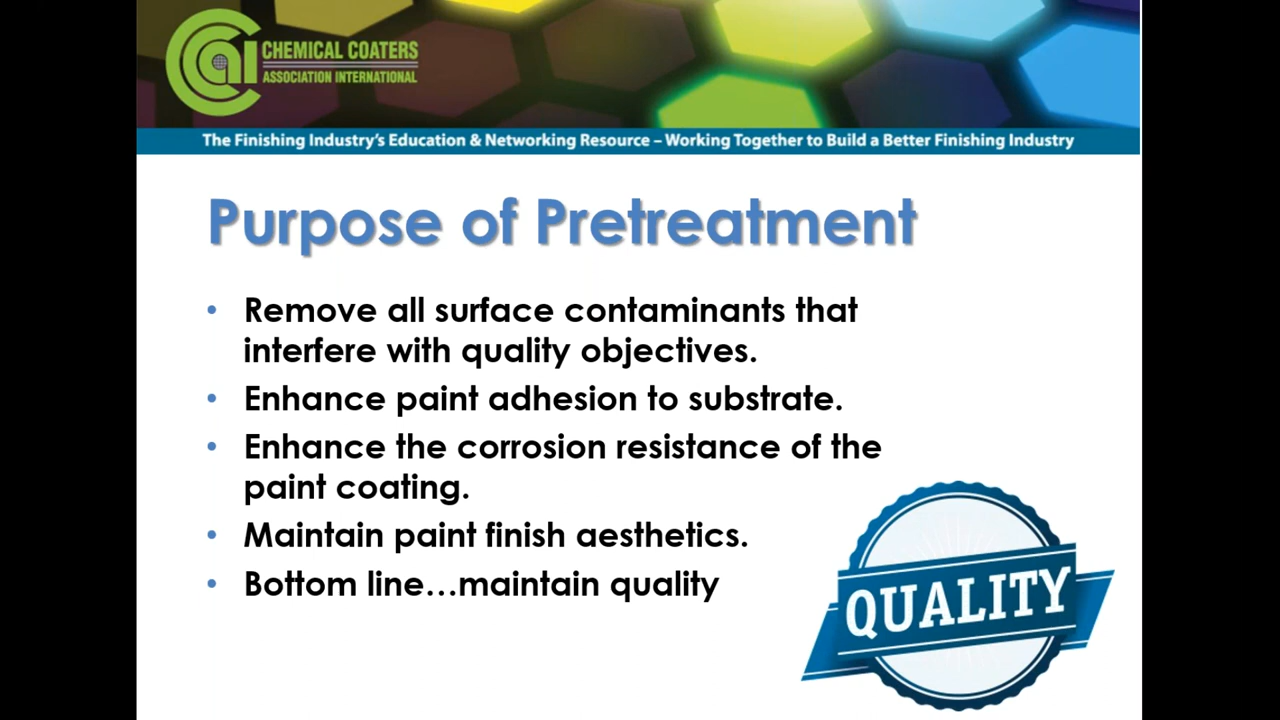 CCAI CHEMICAL COATERS
ASSOCIATION INTERNATIONAL
The Finishing Industry's Education & Networking Resource – Working Together to Build a Better Finishing Industry
Purpose of Pretreatment
• Remove all surface contaminants that
interfere with quality objectives.
• Enhance paint adhesion to substrate.
• Enhance the corrosion resistance of the
paint coating.
• Maintain paint finish aesthetics.
• Bottom line…maintain quality
QUALITY